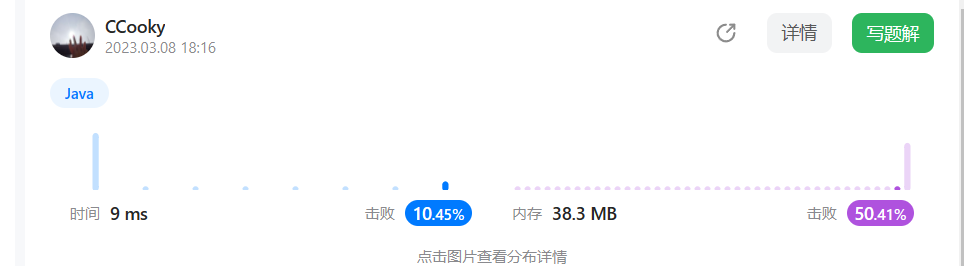 CCooky
2023.03.08 18:16
详情
写题解
Java
时间 9 ms 击败 10.45%
内存 38.3 MB 击败 50.41%
点击图片查看分布详情